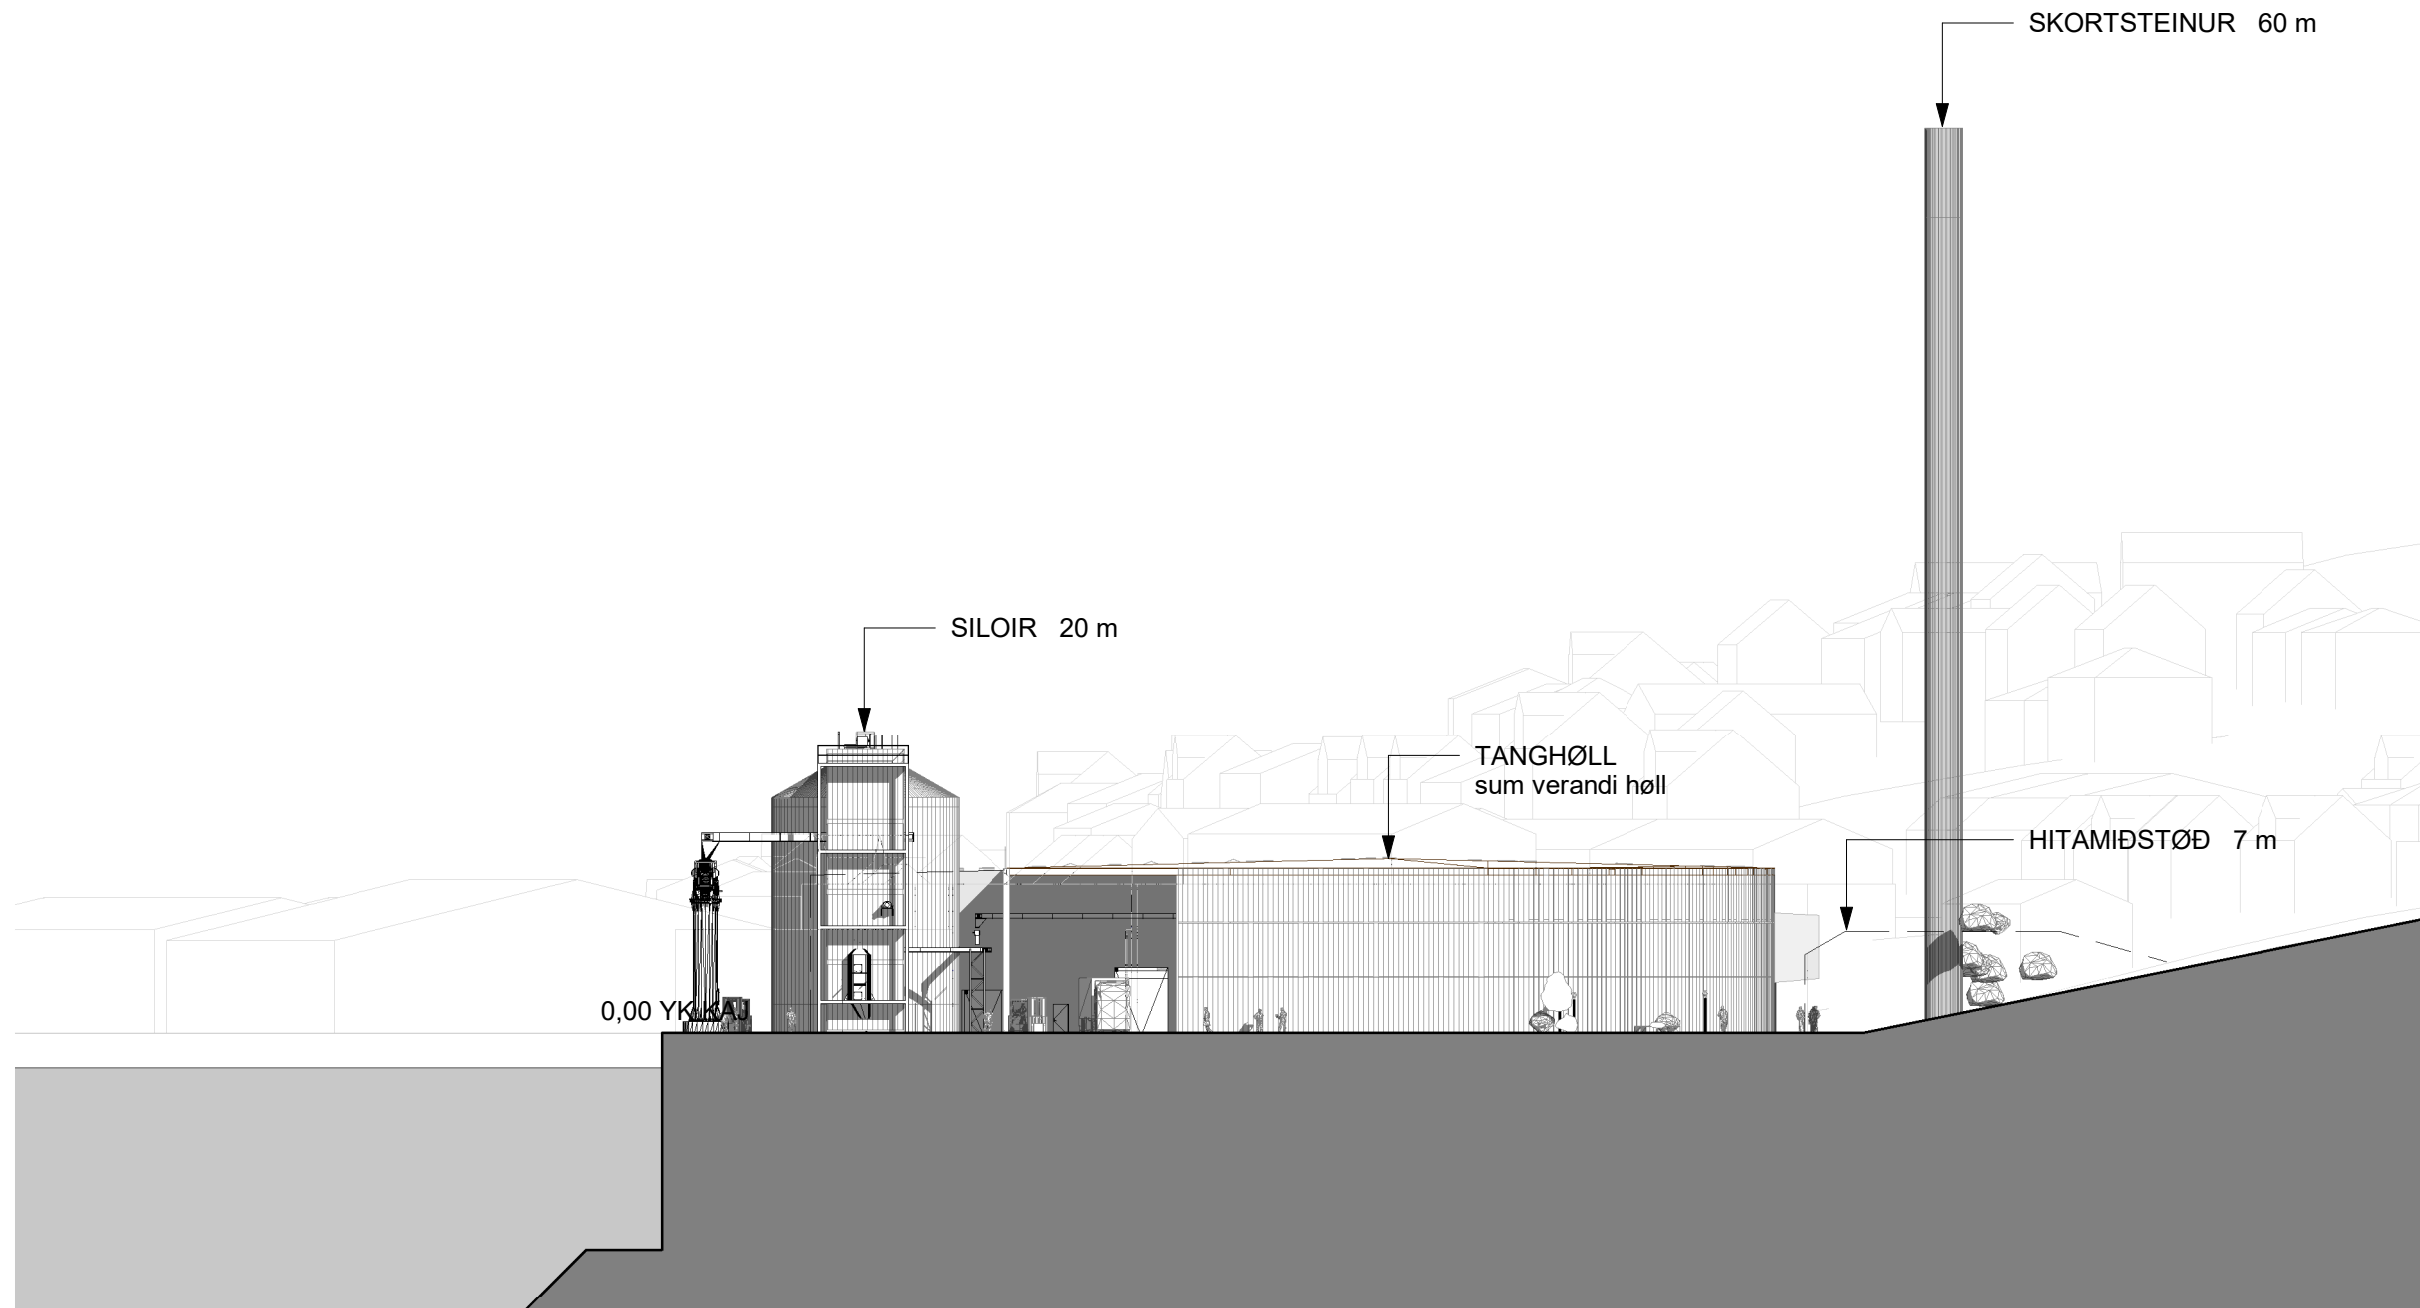 SKORTSTEINUR 60 m
SILOIR 20 m
TANGHØLL
sum verandi høll
HITAMIÐSTØÐ 7 m
0,00 YK KAJ